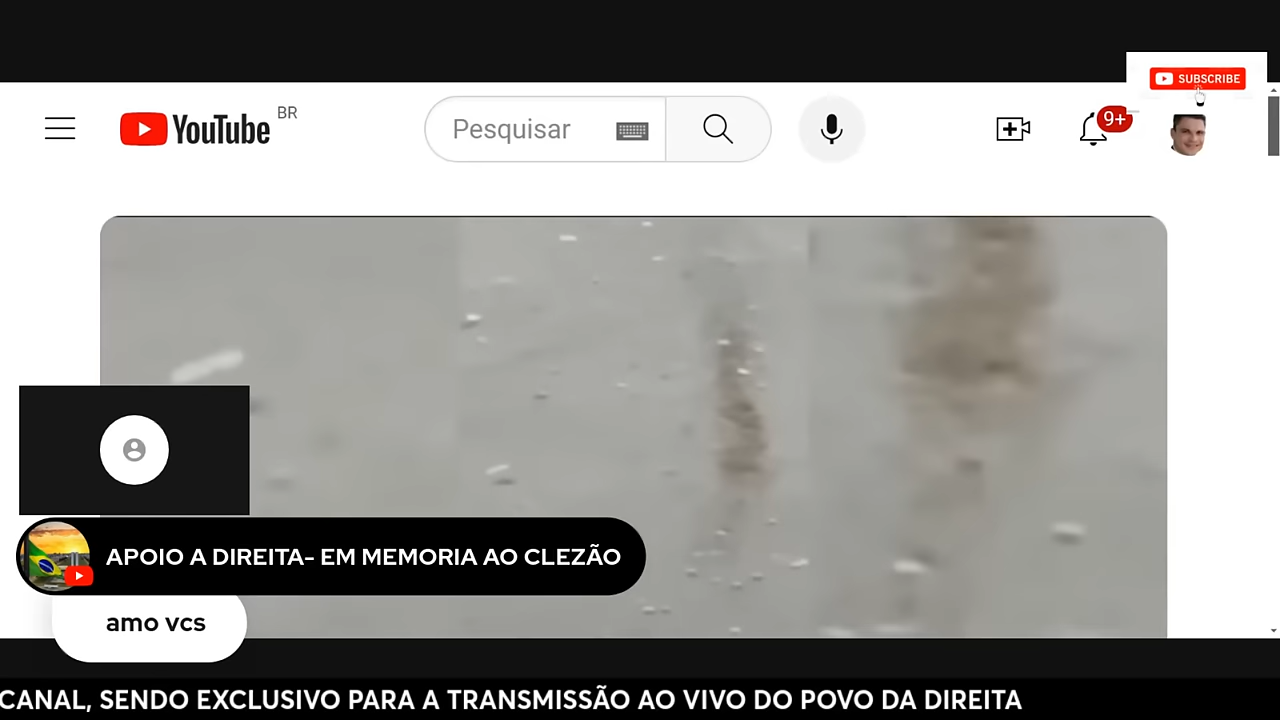 SUBSCRIBE
YouTube BR
Pesquisar
9+
APOIO A DIREITA- EM MEMORIA AO CLEZÃO
amo vcs
CANAL, SENDO EXCLUSIVO PARA A TRANSMISSÃO AO VIVO DO POVO DA DIREITA